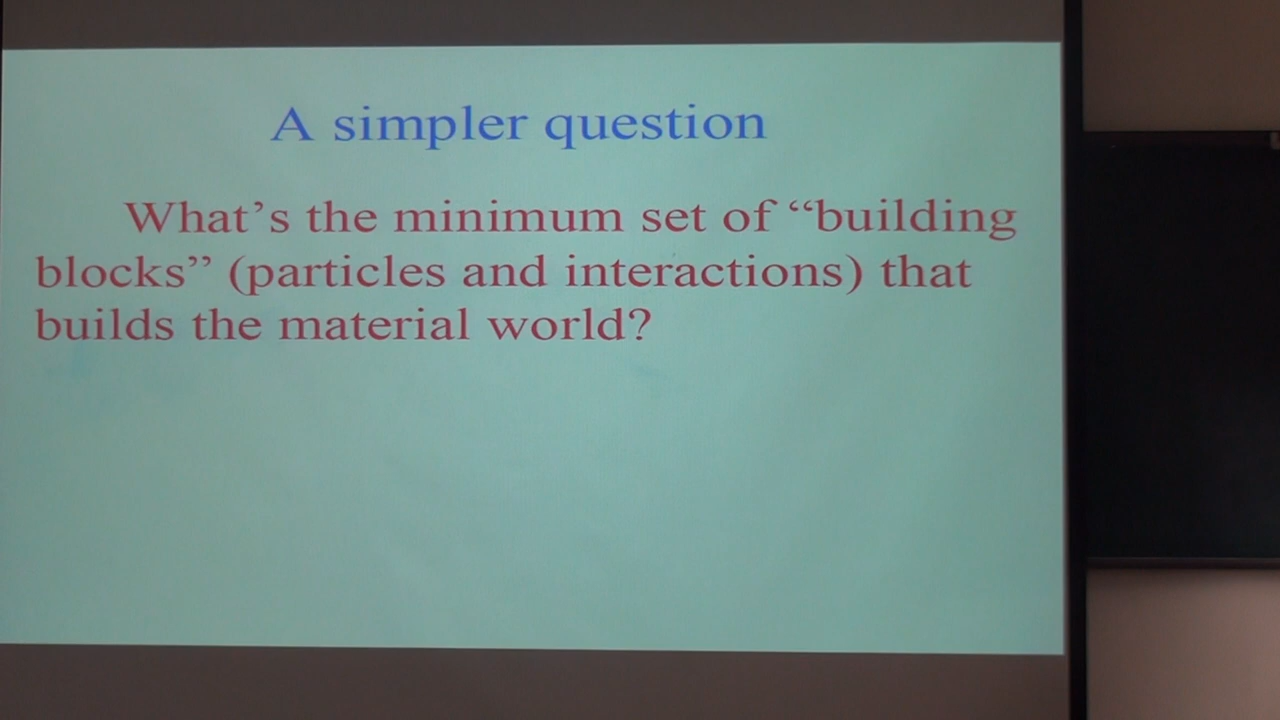 A simpler question
What’s the minimum set of “building
blocks” (particles and interactions) that
builds the material world?